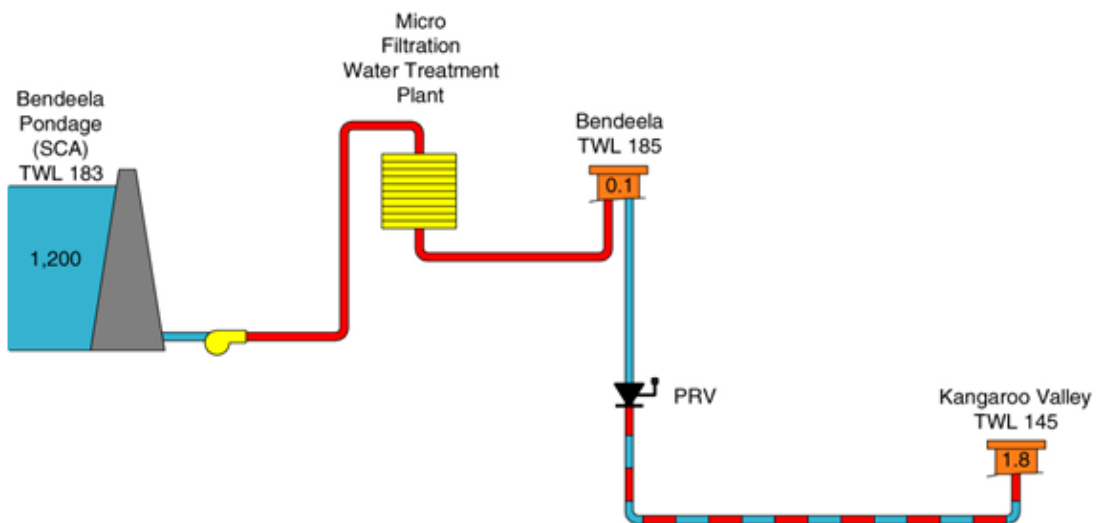 Micro
Filtration
Water Treatment
Plant
Bendeela
Pondage
(SCA)
TWL 183
1,200
Bendeela
TWL 185
0.1
PRV
Kangaroo Valley
TWL 145
1.8